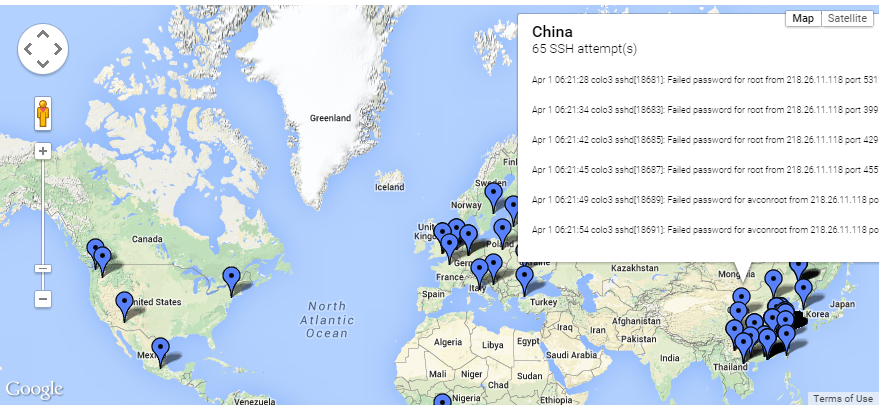 Map Satellite
China
65 SSH attempt(s)
Apr 1 06:21:28 colo3 sshd[18681]: Failed password for root from 218.26.11.118 port 531
Apr 1 06:21:34 colo3 sshd[18683]: Failed password for root from 218.26.11.118 port 399
Apr 1 06:21:42 colo3 sshd[18685]: Failed password for root from 218.26.11.118 port 429
Apr 1 06:21:45 colo3 sshd[18687]: Failed password for root from 218.26.11.118 port 455
Apr 1 06:21:49 colo3 sshd[18689]: Failed password for avconroot from 218.26.11.118 po
Apr 1 06:21:54 colo3 sshd[18691]: Failed password for avconroot from 218.26.11.118 po
Greenland
Iceland
Finl
Sweden
Norway
Unit
Kingd
Poland
Germ
Ukraine
France
Italy
Spain
Turkey
Canada
United States
North
Atlantic
Ocean
Mexi
Venezuela
Kazakhstan
Mongo
Japan
Korea
Afghanistan
Iraq
Iran
Pakistan
Algeria
Libya
Egypt
Saudi Arabia
India
Thailand
Mali
Niger
Chad
Sudan
Nigeria
Ethiopia
Google
Terms of Use